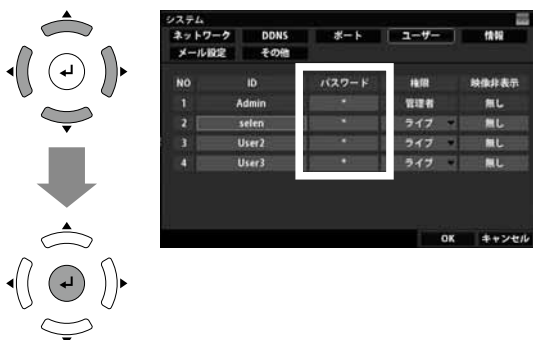 システム
ネットワーク DDNS ポート ユーザー 情報
メール設定 その他
NO ID パスワード 権限 映像非表示
1 Admin * 管理者 無し
2 selen * ライブ 無し
3 User2 * ライブ 無し
4 User3 * ライブ 無し
OK キャンセル